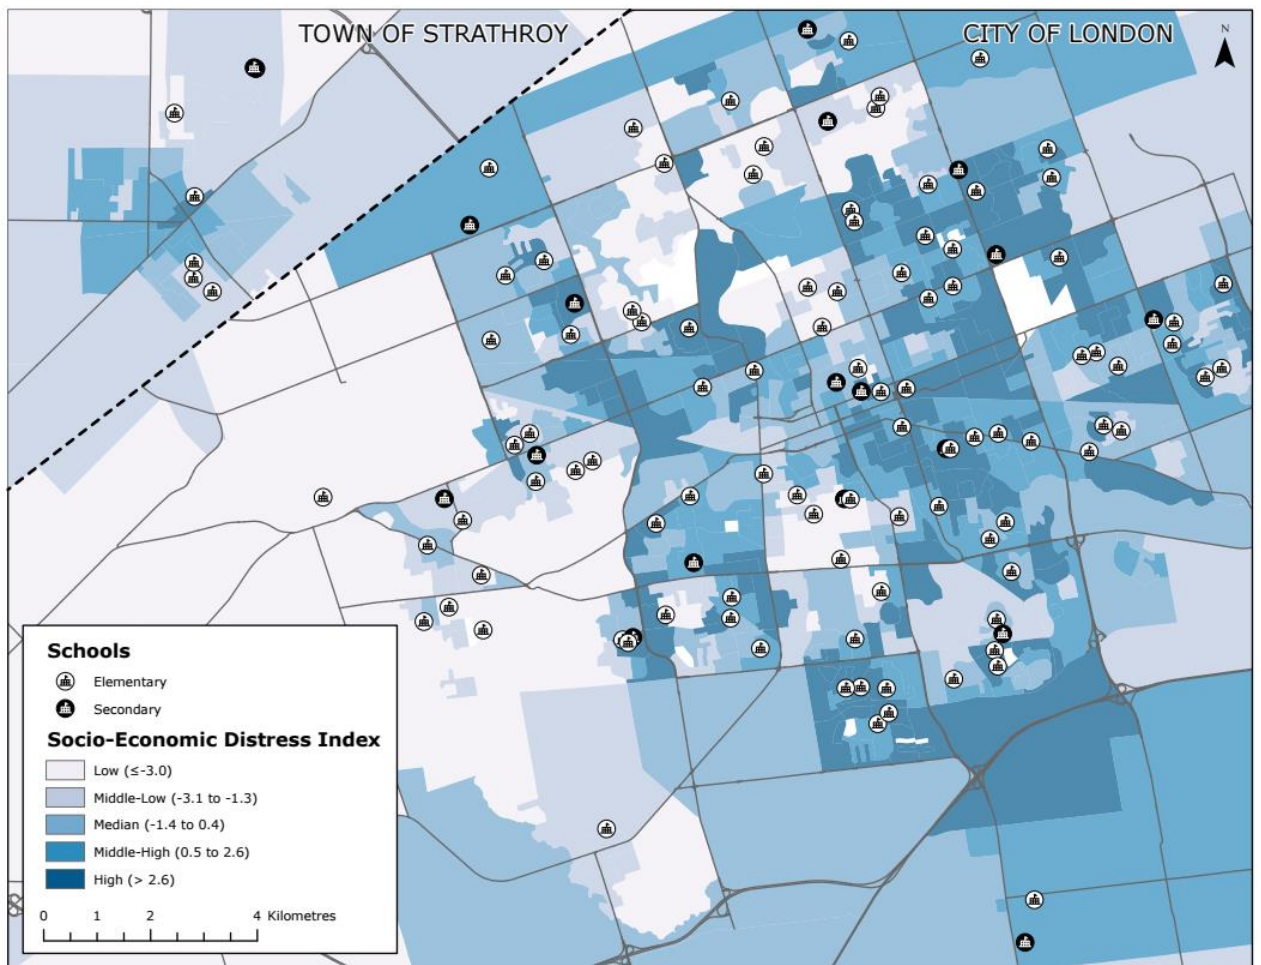 TOWN OF STRATHROY
CITY OF LONDON
N
Schools
Elementary
Secondary
Socio-Economic Distress Index
Low (≤-3.0)
Middle-Low (-3.1 to -1.3)
Median (-1.4 to 0.4)
Middle-High (0.5 to 2.6)
High (> 2.6)
0 1 2 4 Kilometres